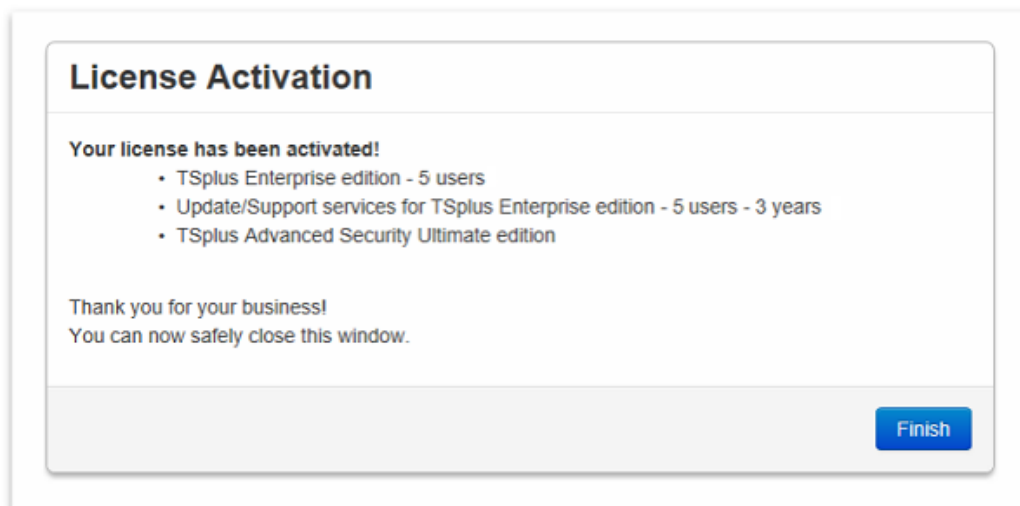 License Activation
Your license has been activated!
• TSplus Enterprise edition - 5 users
• Update/Support services for TSplus Enterprise edition - 5 users - 3 years
• TSplus Advanced Security Ultimate edition
Thank you for your business!
You can now safely close this window.
Finish